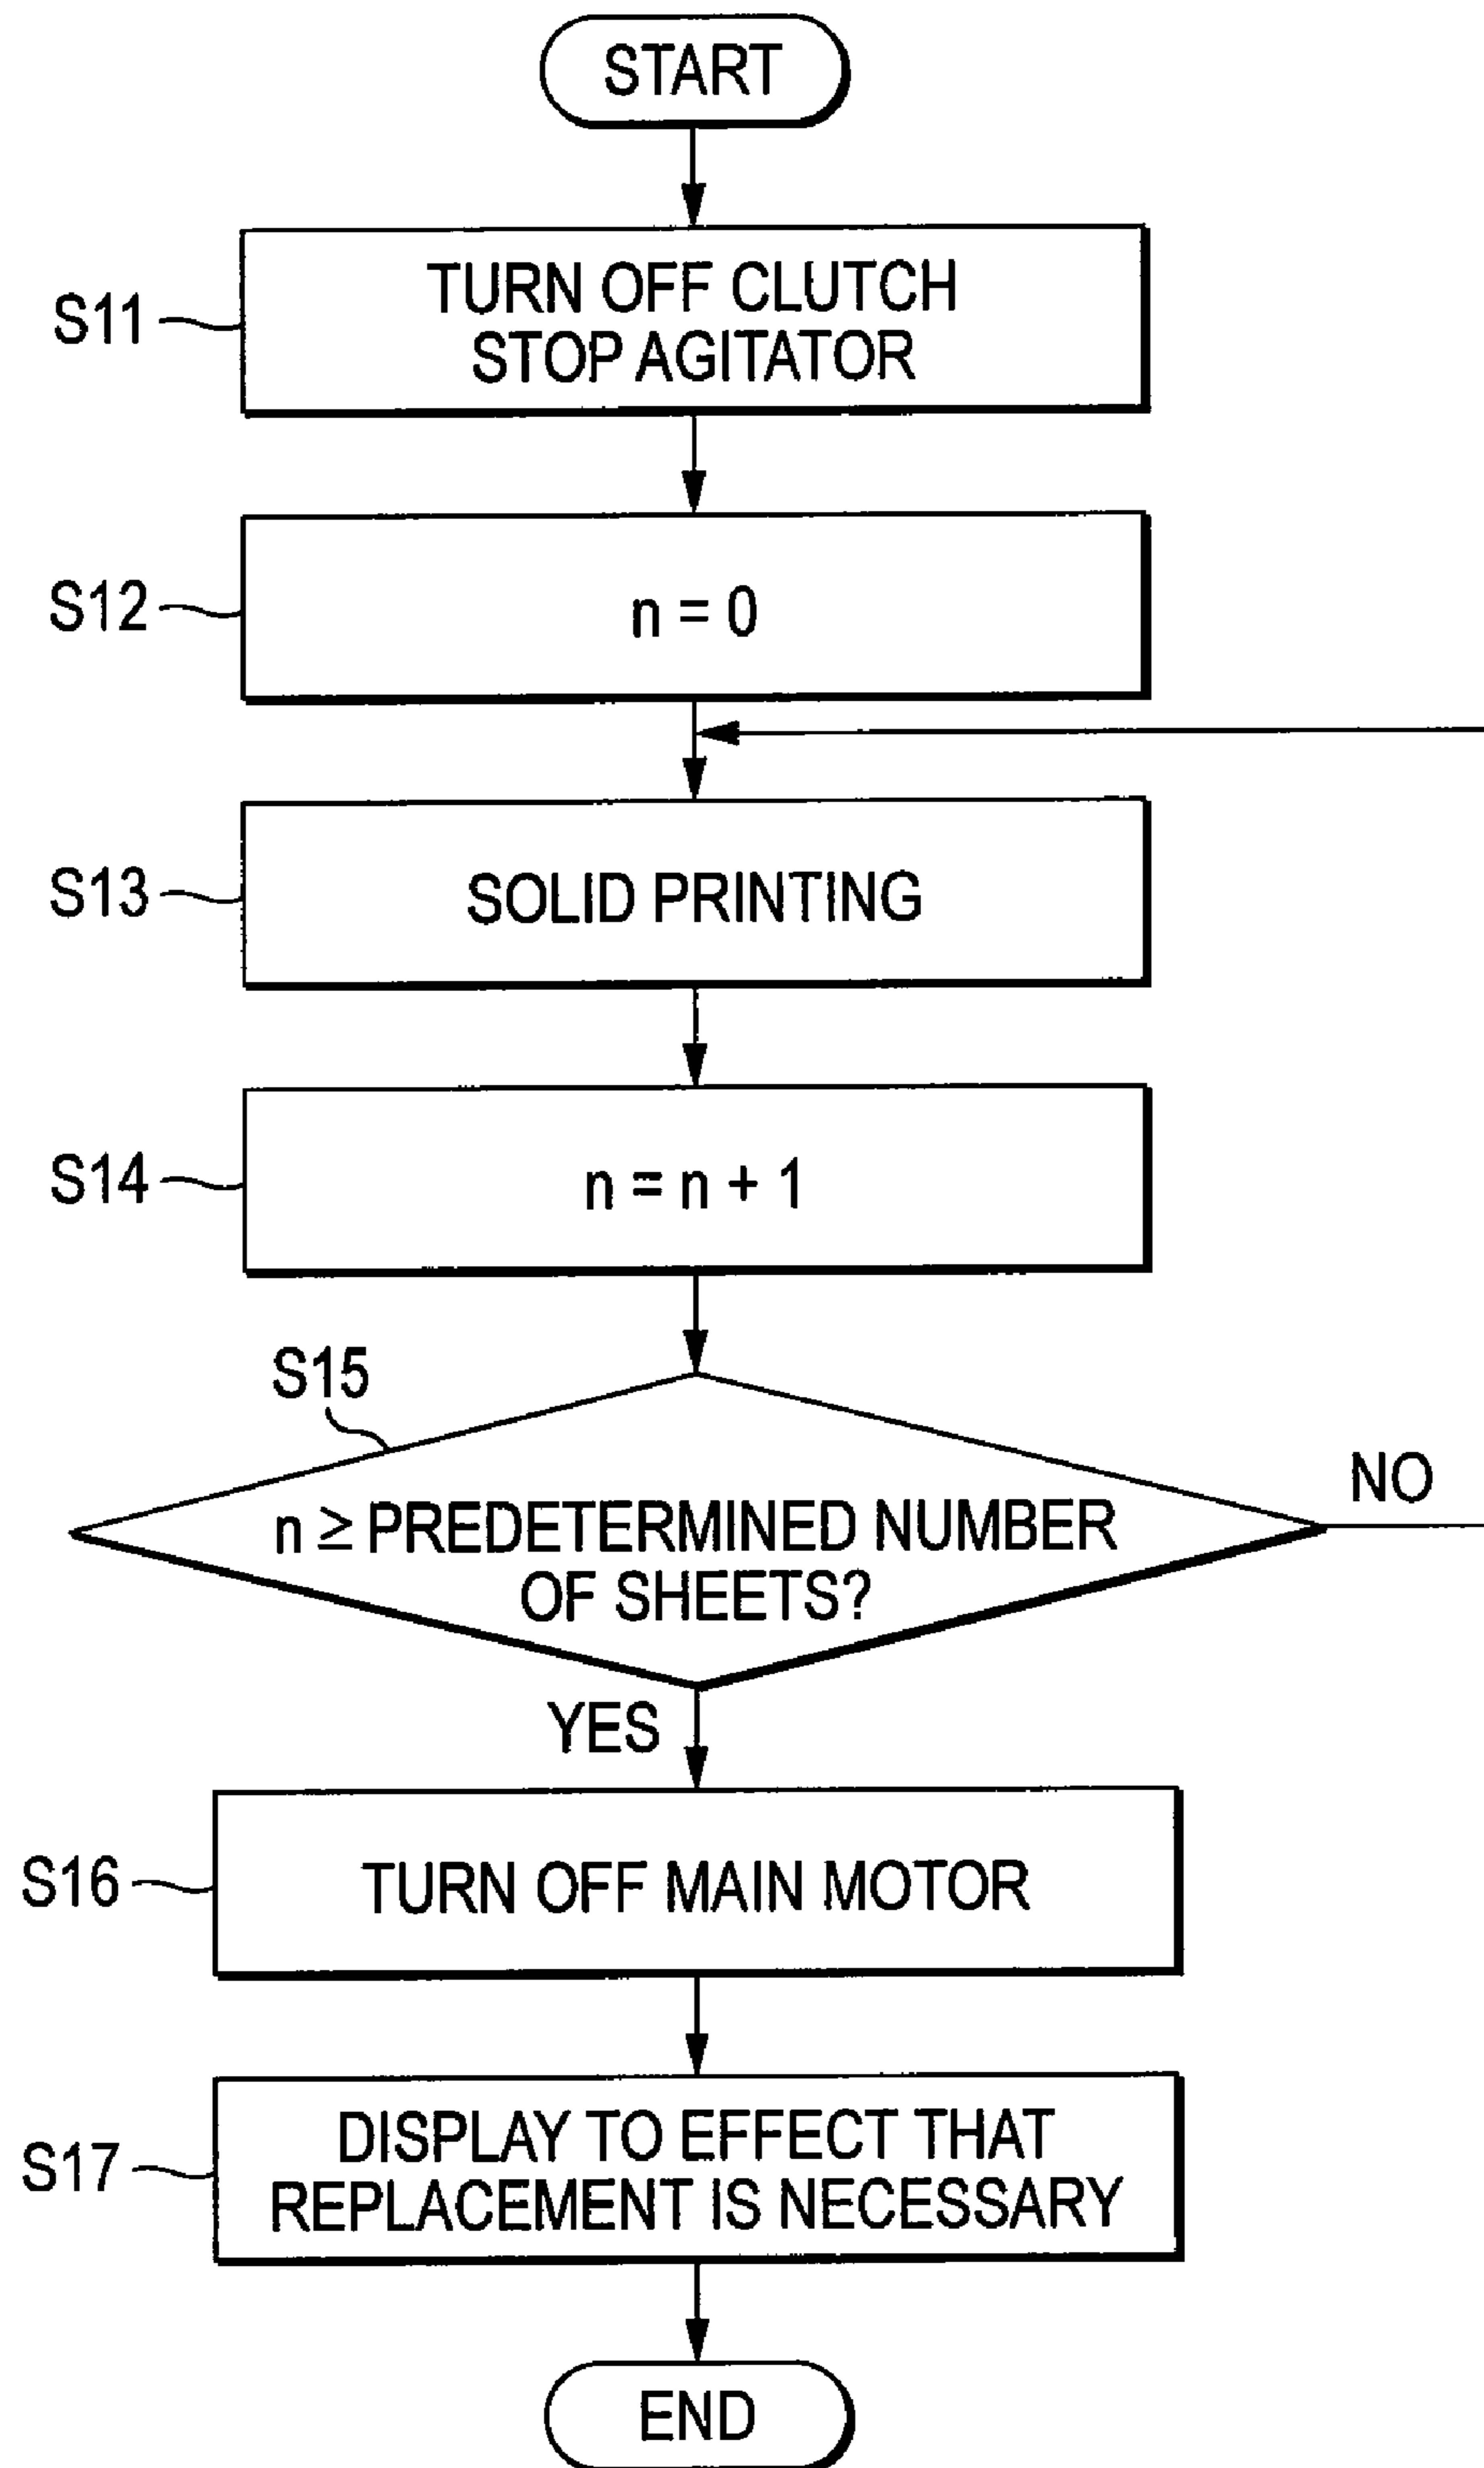 START
S11
TURN OFF CLUTCH
STOP AGITATOR
S12
n = 0
S13
SOLID PRINTING
S14
n = n + 1
S15
n ≥ PREDETERMINED NUMBER
OF SHEETS?
NO
YES
S16
TURN OFF MAIN MOTOR
S17
DISPLAY TO EFFECT THAT
REPLACEMENT IS NECESSARY
END